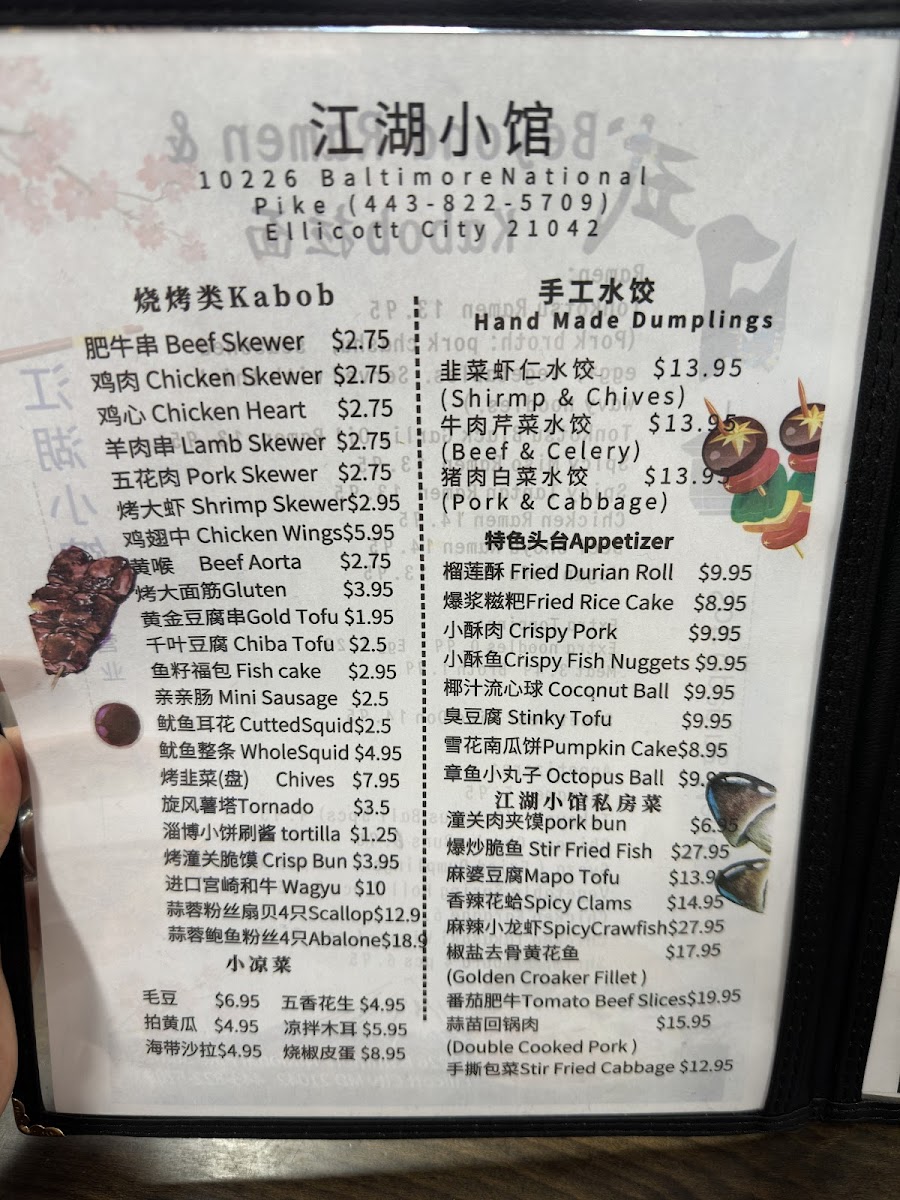 江湖小馆
10226 BaltimoreNational
Pike (443-822-5709)
Ellicott City 21042
烧烤类Kabob
肥牛串 Beef Skewer $2.75
鸡肉 Chicken Skewer $2.75
鸡心 Chicken Heart $2.75
羊肉串 Lamb Skewer $2.75
五花肉 Pork Skewer $2.75
烤大虾 Shrimp Skewer$2.95
鸡翅中 Chicken Wings$5.95
黄喉 Beef Aorta $2.75
烤大面筋Gluten $3.95
黄金豆腐串Gold Tofu $1.95
千叶豆腐 Chiba Tofu $2.5
鱼籽福包 Fish cake $2.95
亲亲肠 Mini Sausage $2.5
鱿鱼耳花 CuttedSquid$2.5
鱿鱼整条 WholeSquid $4.95
烤韭菜(盘) Chives $7.95
旋风薯塔Tornado $3.5
淄博小饼刷酱 tortilla $1.25
烤潼关脆馍 Crisp Bun $3.95
进口宫崎和牛 Wagyu $10
蒜蓉粉丝扇贝4只Scallop$12.9
蒜蓉鲍鱼粉丝4只Abalone$18.9
小凉菜
毛豆 $6.95 五香花生 $4.95
拍黄瓜 $4.95 凉拌木耳 $5.95
海带沙拉$4.95 烧椒皮蛋 $8.95
手工水饺
Hand Made Dumplings
韭菜虾仁水饺 $13.95
(Shirmp & Chives)
牛肉芹菜水饺 $13.95
(Beef & Celery)
猪肉白菜水饺 $13.95
(Pork & Cabbage)
特色头台Appetizer
榴莲酥 Fried Durian Roll $9.95
爆浆糍粑Fried Rice Cake $8.95
小酥肉 Crispy Pork $9.95
小酥鱼Crispy Fish Nuggets $9.95
椰汁流心球 Coconut Ball $9.95
臭豆腐 Stinky Tofu $9.95
雪花南瓜饼Pumpkin Cake$8.95
章鱼小丸子 Octopus Ball $9.95
江湖小馆私房菜
潼关肉夹馍pork bun $6.95
爆炒脆鱼 Stir Fried Fish $27.95
麻婆豆腐Mapo Tofu $13.95
香辣花蛤Spicy Clams $14.95
麻辣小龙虾SpicyCrawfish$27.95
椒盐去骨黄花鱼 $17.95
(Golden Croaker Fillet )
番茄肥牛Tomato Beef Slices$19.95
蒜苗回锅肉 $15.95
(Double Cooked Pork )
手撕包菜Stir Fried Cabbage $12.95